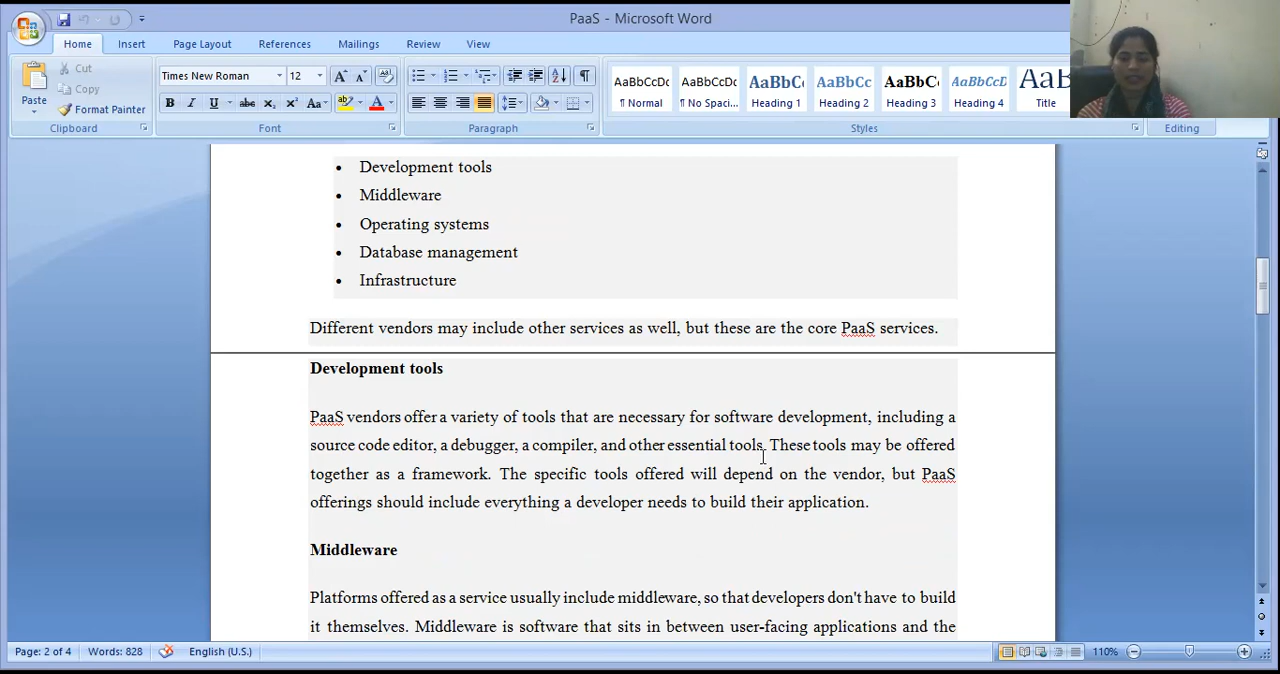 PaaS - Microsoft Word
Home Insert Page Layout References Mailings Review View
Paste
Cut
Copy
Format Painter
Clipboard
Times New Roman 12
Font
Paragraph
AaBbCcDc AaBbCcDc AaBbC AaBbCc AaBbC AaBbCcD AaB
¶ Normal ¶ No Spaci... Heading 1 Heading 2 Heading 3 Heading 4 Title
Styles
Editing
• Development tools
• Middleware
• Operating systems
• Database management
• Infrastructure
Different vendors may include other services as well, but these are the core PaaS services.
Development tools
PaaS vendors offer a variety of tools that are necessary for software development, including a
source code editor, a debugger, a compiler, and other essential tools. These tools may be offered
together as a framework. The specific tools offered will depend on the vendor, but PaaS
offerings should include everything a developer needs to build their application.
Middleware
Platforms offered as a service usually include middleware, so that developers don't have to build
it themselves. Middleware is software that sits in between user-facing applications and the
Page: 2 of 4 Words: 828 English (U.S.) 110%